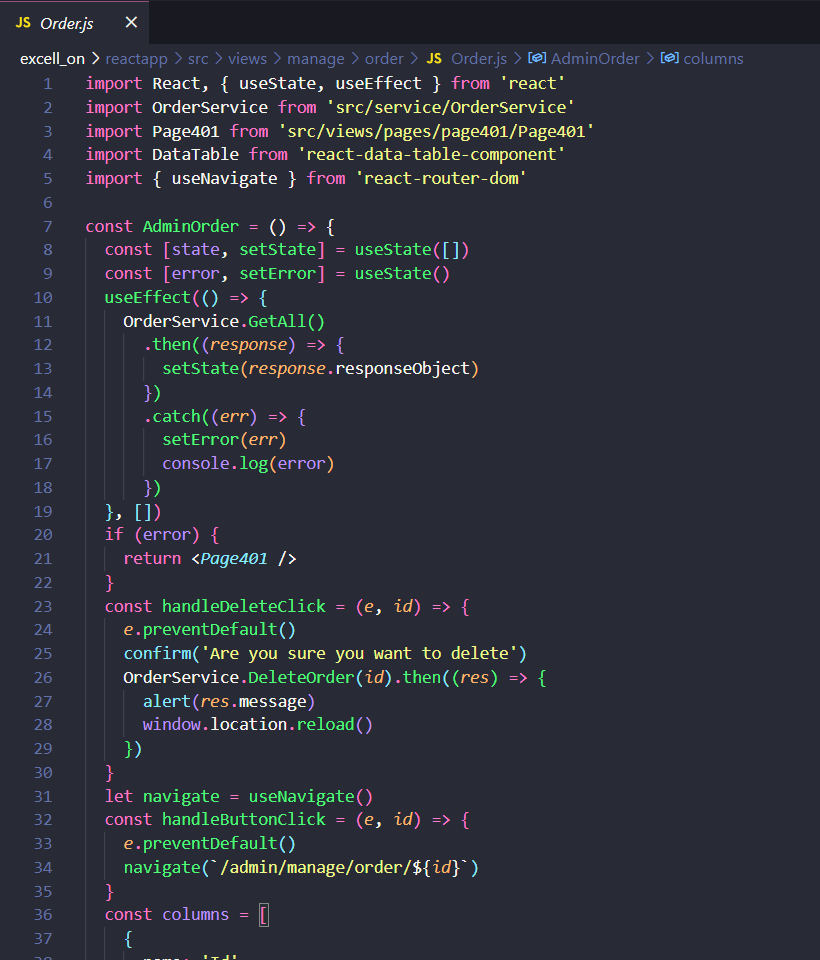 JS Order.js ×
excell_on > reactapp > src > views > manage > order > JS Order.js > AdminOrder > columns
1 import React, { useState, useEffect } from 'react'
2 import OrderService from 'src/service/OrderService'
3 import Page401 from 'src/views/pages/page401/Page401'
4 import DataTable from 'react-data-table-component'
5 import { useNavigate } from 'react-router-dom'
6
7 const AdminOrder = () => {
8   const [state, setState] = useState([])
9   const [error, setError] = useState()
10   useEffect(() => {
11     OrderService.GetAll()
12       .then((response) => {
13         setState(response.responseObject)
14       })
15       .catch((err) => {
16         setError(err)
17         console.log(error)
18       })
19   }, [])
20   if (error) {
21     return <Page401 />
22   }
23   const handleDeleteClick = (e, id) => {
24     e.preventDefault()
25     confirm('Are you sure you want to delete')
26     OrderService.DeleteOrder(id).then((res) => {
27       alert(res.message)
28       window.location.reload()
29     })
30   }
31   let navigate = useNavigate()
32   const handleButtonClick = (e, id) => {
33     e.preventDefault()
34     navigate(`/admin/manage/order/${id}`)
35   }
36   const columns = [
37     {
38       name: 'Id'